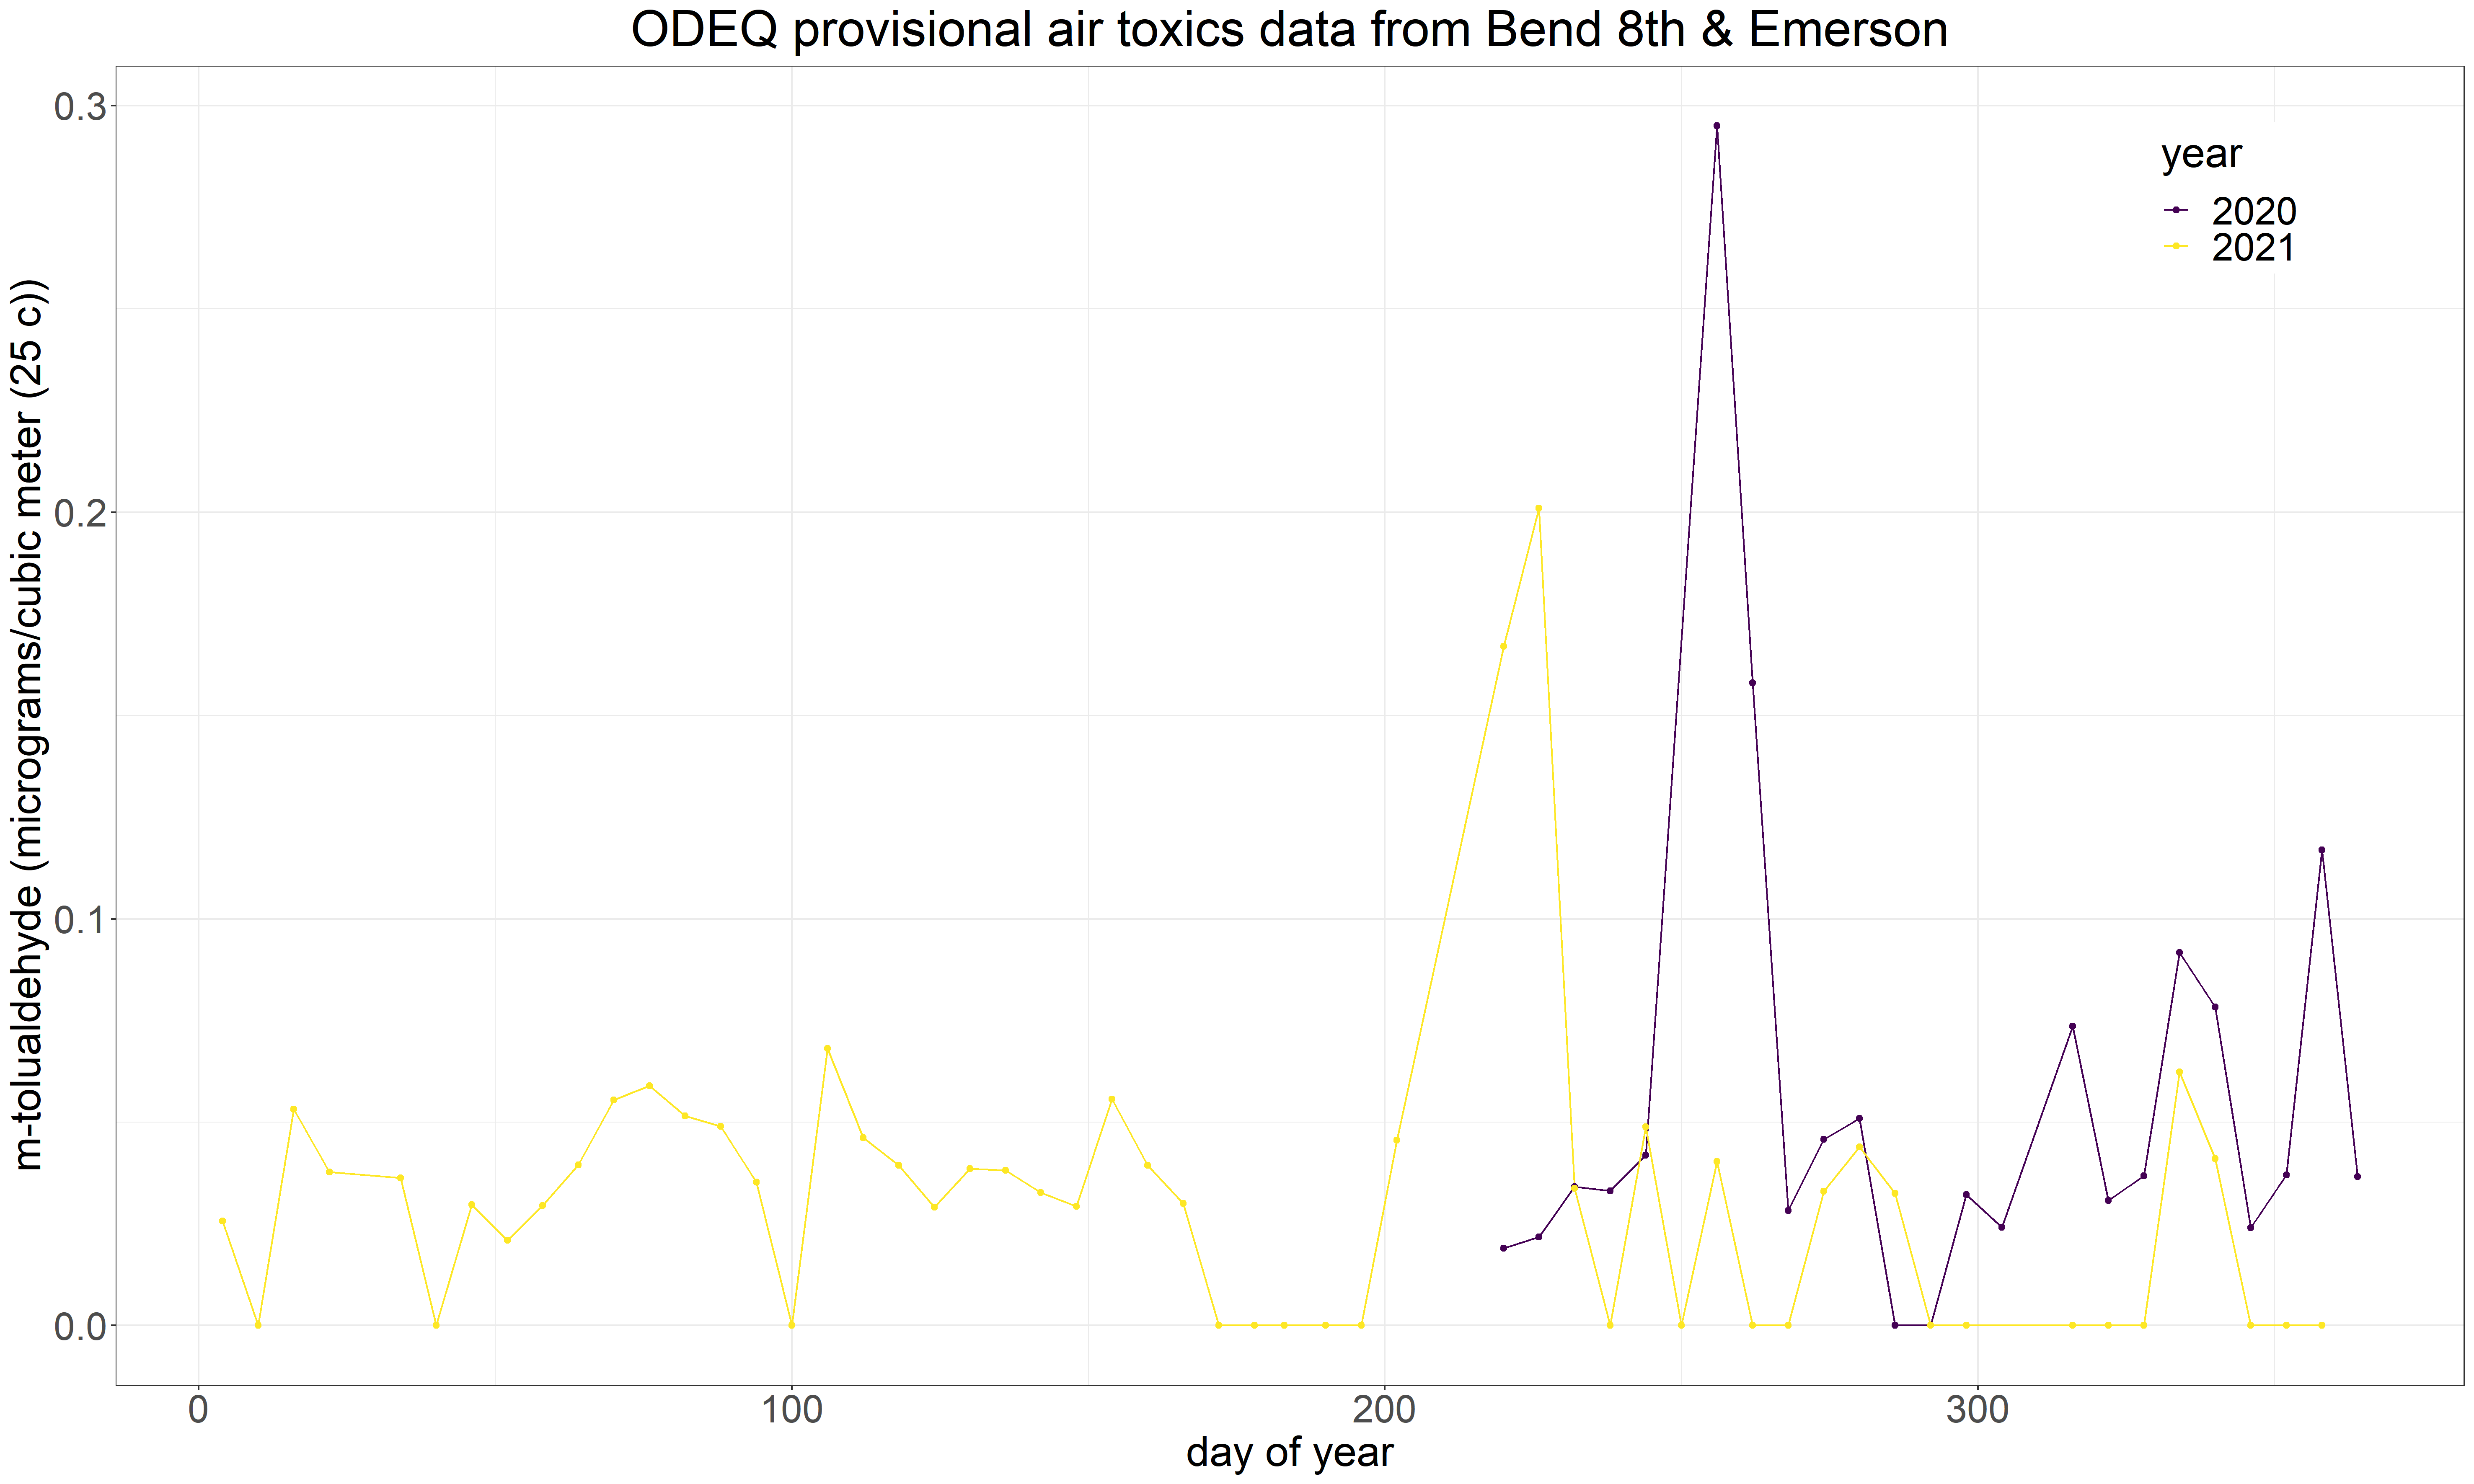 ODEQ provisional air toxics data from Bend 8th & Emerson
m-tolualdehyde (micrograms/cubic meter (25 c))
0.3
0.2
0.1
0.0
year
2020
2021
0
100
200
300
day of year